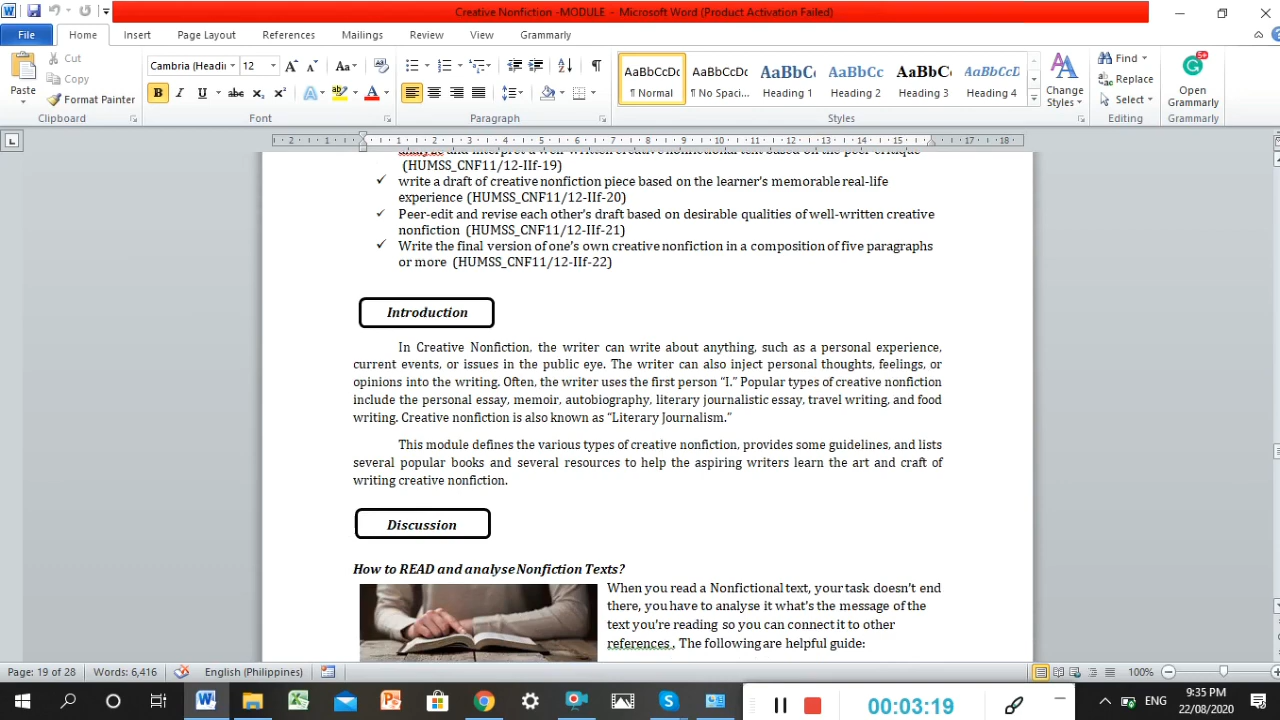 Creative Nonfiction -MODULE - Microsoft Word (Product Activation Failed)
File Home Insert Page Layout References Mailings Review View Grammarly
Paste
Cut
Copy
Format Painter
Clipboard
Cambria (Headi 12
Font
Paragraph
AaBbCcDc
¶ Normal
AaBbCcDc
¶ No Spaci...
AaBbC
Heading 1
AaBbCc
Heading 2
AaBbCc
Heading 3
AaBbCcD
Heading 4
Change Styles
Styles
Find
Replace
Select
Editing
Open Grammarly
Grammarly
analyze and interpret a well-written creative nonfictional text based on the peer critique
(HUMSS_CNF11/12-IIf-19)
✓ write a draft of creative nonfiction piece based on the learner's memorable real-life
experience (HUMSS_CNF11/12-IIf-20)
✓ Peer-edit and revise each other's draft based on desirable qualities of well-written creative
nonfiction (HUMSS_CNF11/12-IIf-21)
✓ Write the final version of one's own creative nonfiction in a composition of five paragraphs
or more (HUMSS_CNF11/12-IIf-22)
Introduction
In Creative Nonfiction, the writer can write about anything, such as a personal experience,
current events, or issues in the public eye. The writer can also inject personal thoughts, feelings, or
opinions into the writing. Often, the writer uses the first person “I.” Popular types of creative nonfiction
include the personal essay, memoir, autobiography, literary journalistic essay, travel writing, and food
writing. Creative nonfiction is also known as “Literary Journalism.”
This module defines the various types of creative nonfiction, provides some guidelines, and lists
several popular books and several resources to help the aspiring writers learn the art and craft of
writing creative nonfiction.
Discussion
How to READ and analyse Nonfiction Texts?
When you read a Nonfictional text, your task doesn't end
there, you have to analyse it what's the message of the
text you're reading so you can connect it to other
references , The following are helpful guide:
Page: 19 of 28 Words: 6,416 English (Philippines) 100%
00:03:19
ENG
9:35 PM
22/08/2020